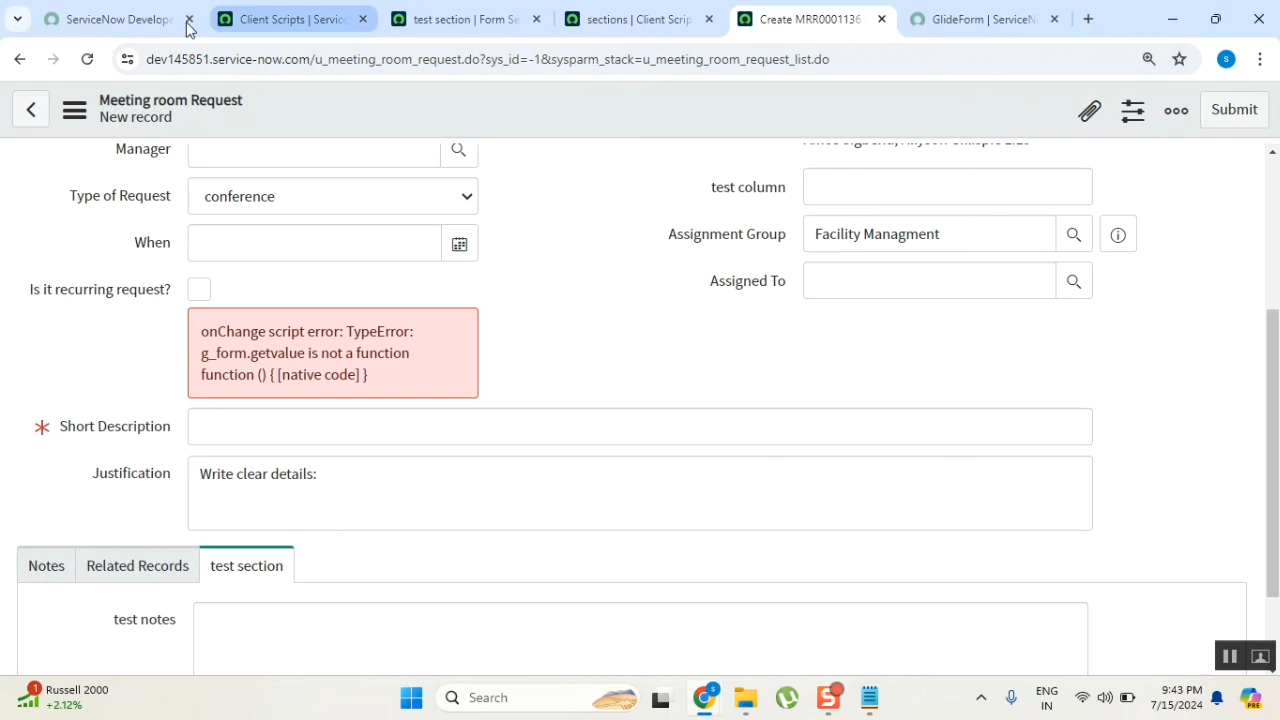 ServiceNow Develope
Client Scripts | Servic
test section | Form Se
sections | Client Scrip
Create MRR0001136
GlideForm | ServiceN
dev145851.service-now.com/u_meeting_room_request.do?sys_id=-1&sysparm_stack=u_meeting_room_request_list.do
S
Meeting room Request
New record
Submit
Manager
Type of Request
conference
test column
When
Assignment Group
Facility Managment
Is it recurring request?
Assigned To
onChange script error: TypeError:
g_form.getvalue is not a function
function () { [native code] }
Short Description
Justification
Write clear details:
Notes
Related Records
test section
test notes
1
Russell 2000
+2.12%
Search
S
S
ENG
IN
9:43 PM
7/15/2024
PRE